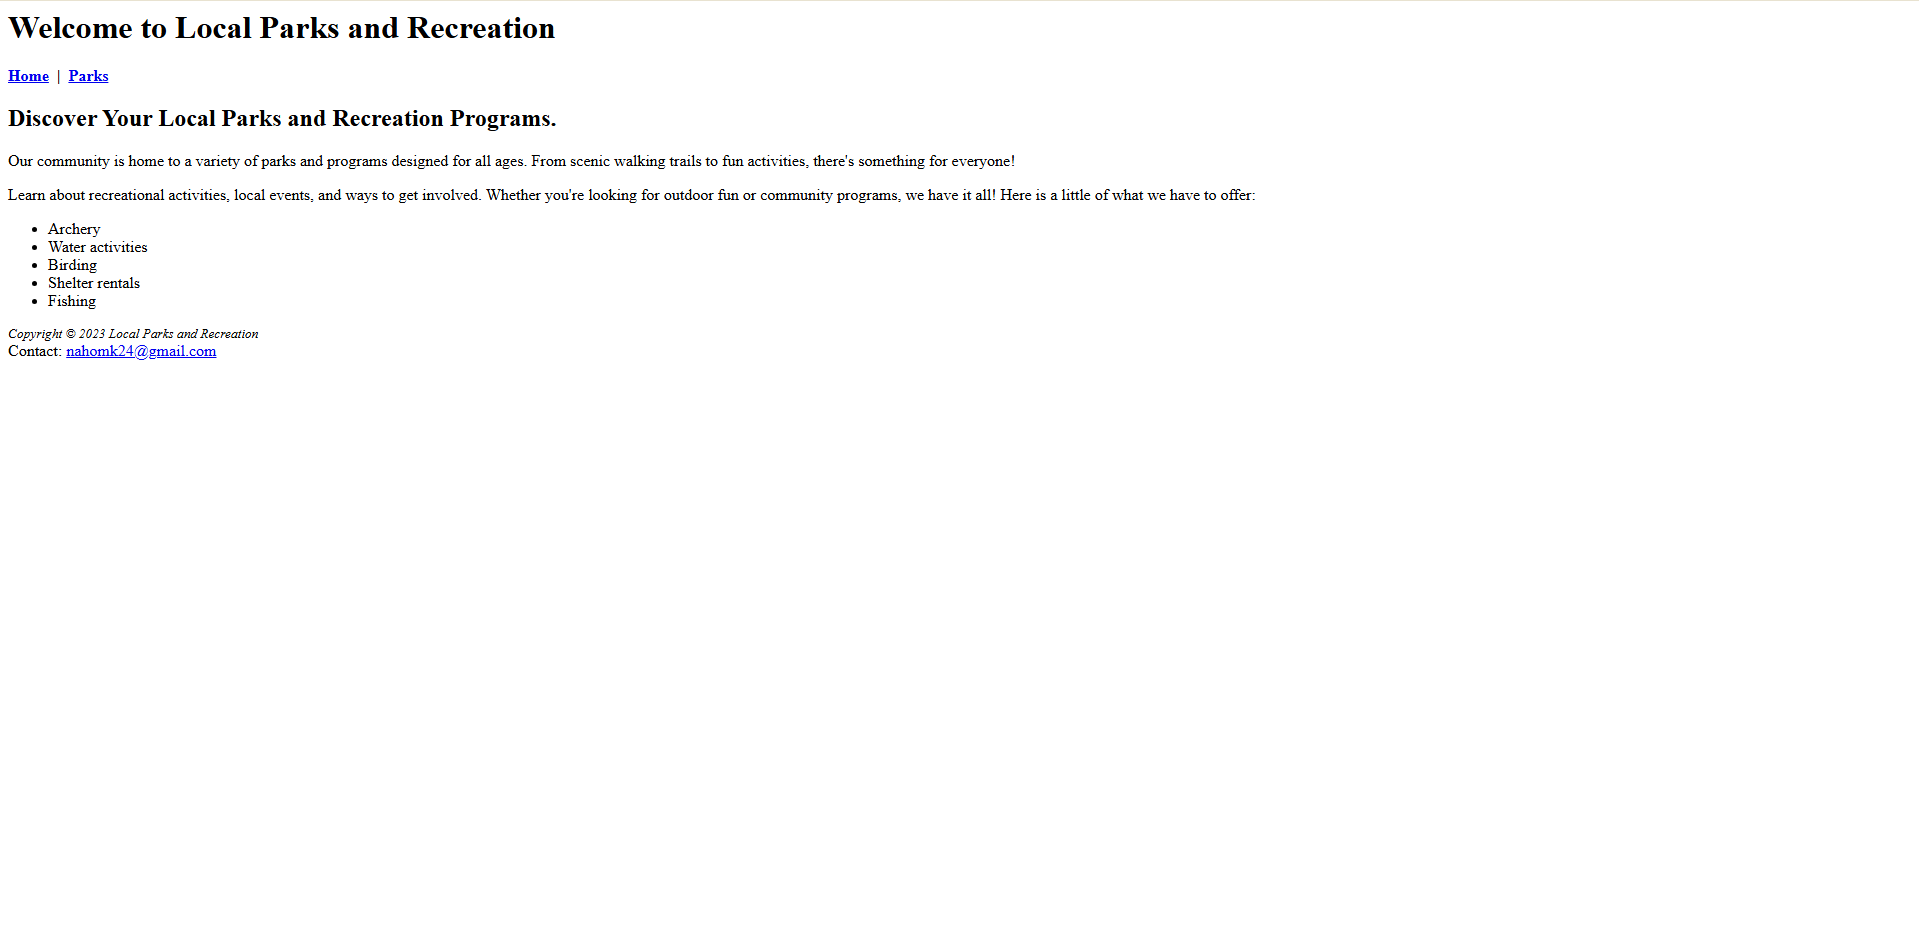 Welcome to Local Parks and Recreation
Home | Parks
Discover Your Local Parks and Recreation Programs.
Our community is home to a variety of parks and programs designed for all ages. From scenic walking trails to fun activities, there's something for everyone!
Learn about recreational activities, local events, and ways to get involved. Whether you're looking for outdoor fun or community programs, we have it all! Here is a little of what we have to offer:
• Archery
• Water activities
• Birding
• Shelter rentals
• Fishing
Copyright © 2023 Local Parks and Recreation
Contact: nahomk24@gmail.com